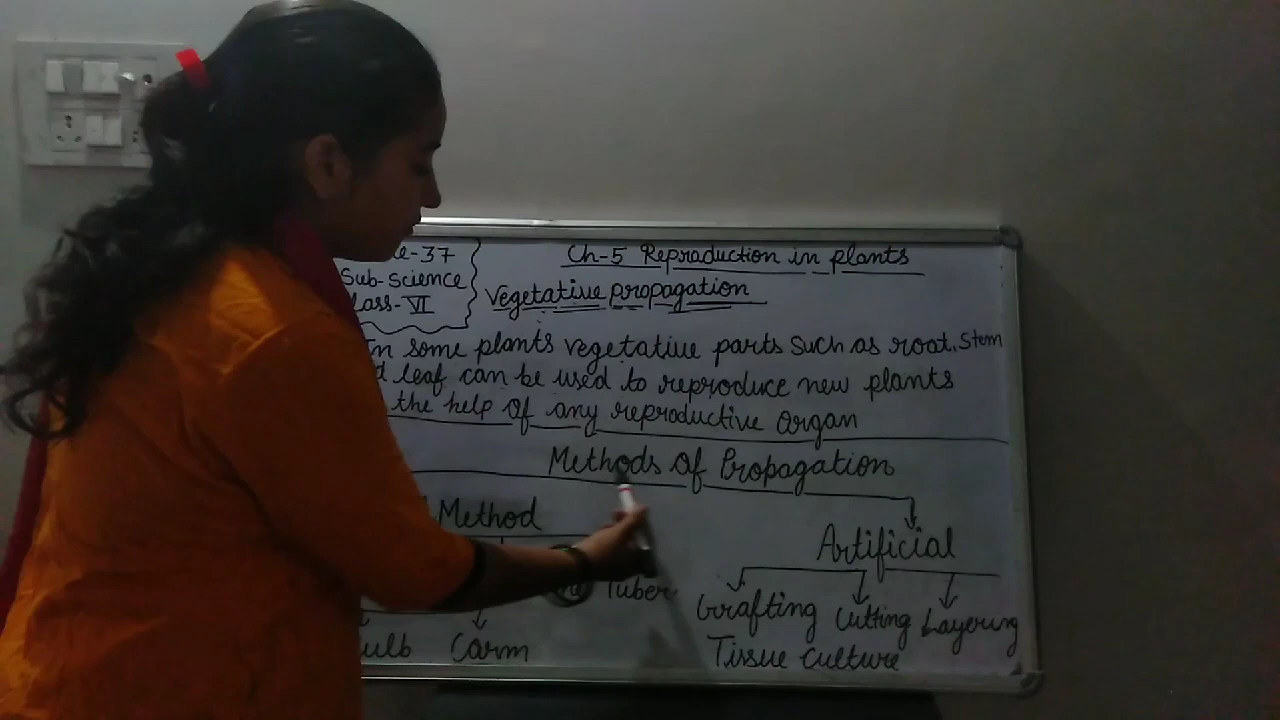 e-37
Sub-Science
lass-VI
Ch-5 Reproduction in plants
Vegetative propagation
In some plants vegetative parts such as root, stem
d leaf can be used to reproduce new plants
the help of any reproductive organ
Methods of Propagation
Method
Artificial
Tuber
Grafting Cutting Layering
ulb Corm
Tissue culture